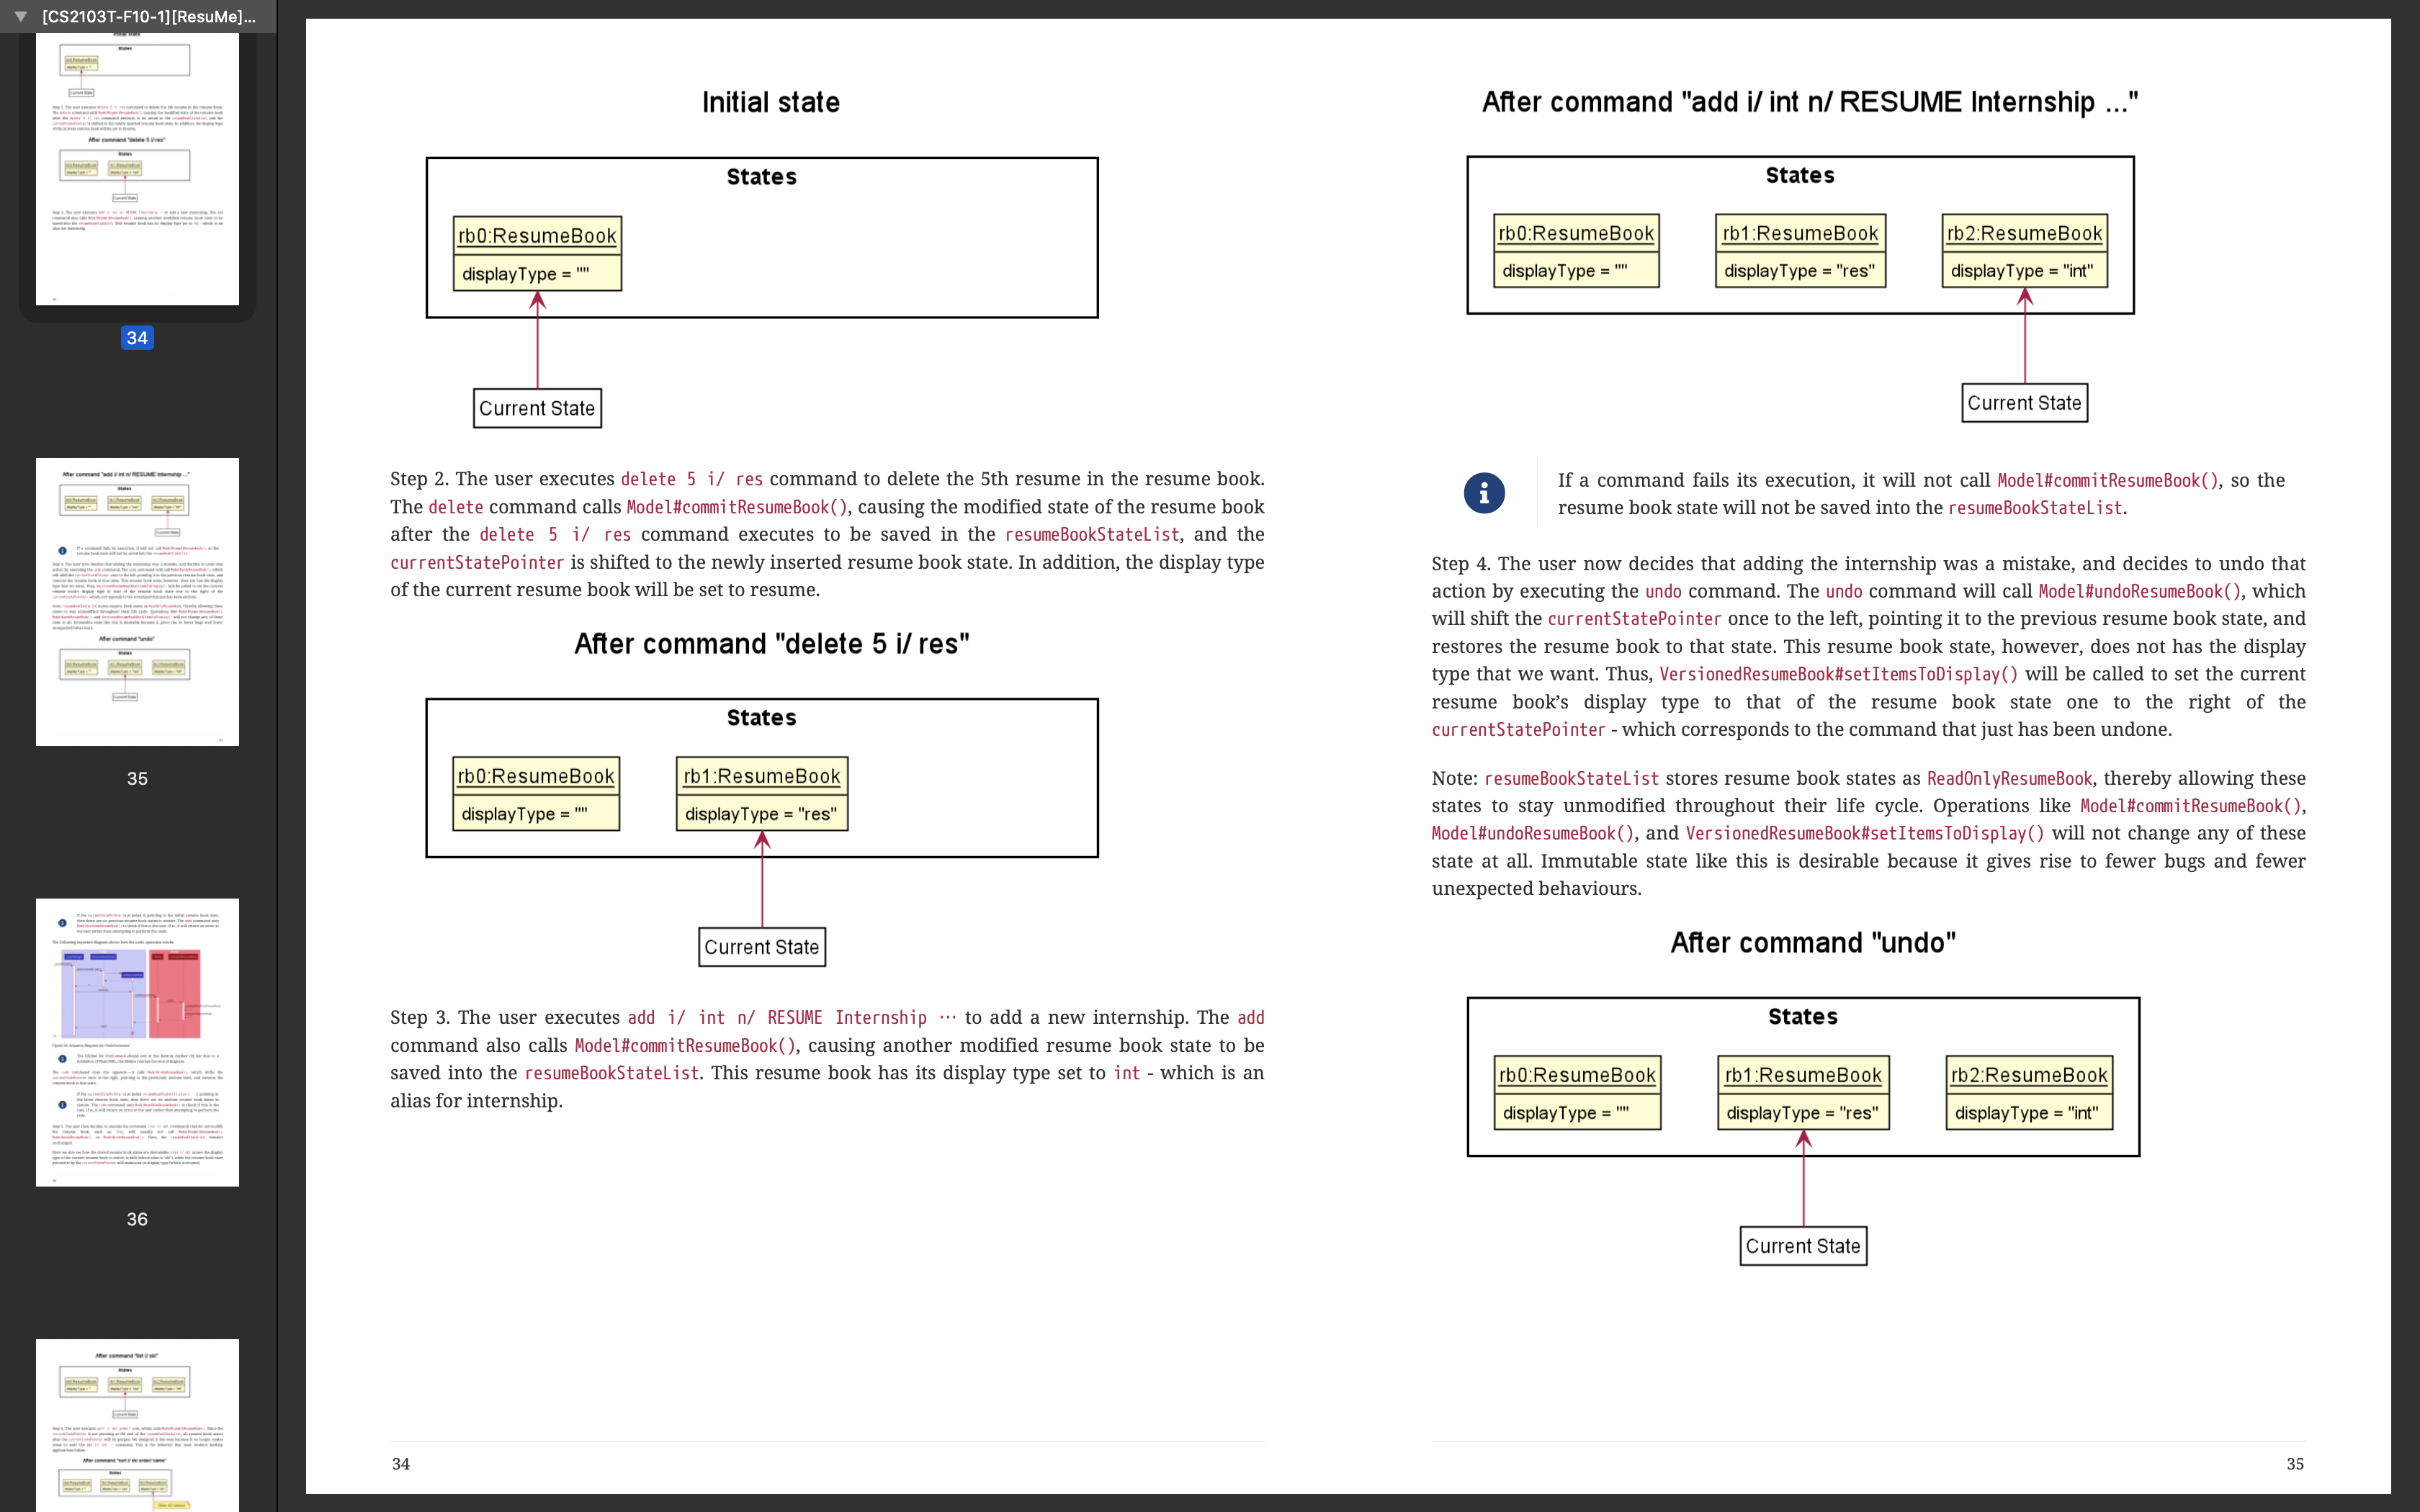 [CS2103T-F10-1][ResuMe]...
34
35
36
Initial state
States
rb0:ResumeBook
displayType = ""
Current State
Step 2. The user executes delete 5 i/ res command to delete the 5th resume in the resume book.
The delete command calls Model#commitResumeBook(), causing the modified state of the resume book
after the delete 5 i/ res command executes to be saved in the resumeBookStateList, and the
currentStatePointer is shifted to the newly inserted resume book state. In addition, the display type
of the current resume book will be set to resume.
After command "delete 5 i/ res"
States
rb0:ResumeBook
displayType = ""
rb1:ResumeBook
displayType = "res"
Current State
Step 3. The user executes add i/ int n/ RESUME Internship ⋯ to add a new internship. The add
command also calls Model#commitResumeBook(), causing another modified resume book state to be
saved into the resumeBookStateList. This resume book has its display type set to int - which is an
alias for internship.
34
After command "add i/ int n/ RESUME Internship ..."
States
rb0:ResumeBook
displayType = ""
rb1:ResumeBook
displayType = "res"
rb2:ResumeBook
displayType = "int"
Current State
If a command fails its execution, it will not call Model#commitResumeBook(), so the
resume book state will not be saved into the resumeBookStateList.
Step 4. The user now decides that adding the internship was a mistake, and decides to undo that
action by executing the undo command. The undo command will call Model#undoResumeBook(), which
will shift the currentStatePointer once to the left, pointing it to the previous resume book state, and
restores the resume book to that state. This resume book state, however, does not has the display
type that we want. Thus, VersionedResumeBook#setItemsToDisplay() will be called to set the current
resume book’s display type to that of the resume book state one to the right of the
currentStatePointer - which corresponds to the command that just has been undone.
Note: resumeBookStateList stores resume book states as ReadOnlyResumeBook, thereby allowing these
states to stay unmodified throughout their life cycle. Operations like Model#commitResumeBook(),
Model#undoResumeBook(), and VersionedResumeBook#setItemsToDisplay() will not change any of these
state at all. Immutable state like this is desirable because it gives rise to fewer bugs and fewer
unexpected behaviours.
After command "undo"
States
rb0:ResumeBook
displayType = ""
rb1:ResumeBook
displayType = "res"
rb2:ResumeBook
displayType = "int"
Current State
35